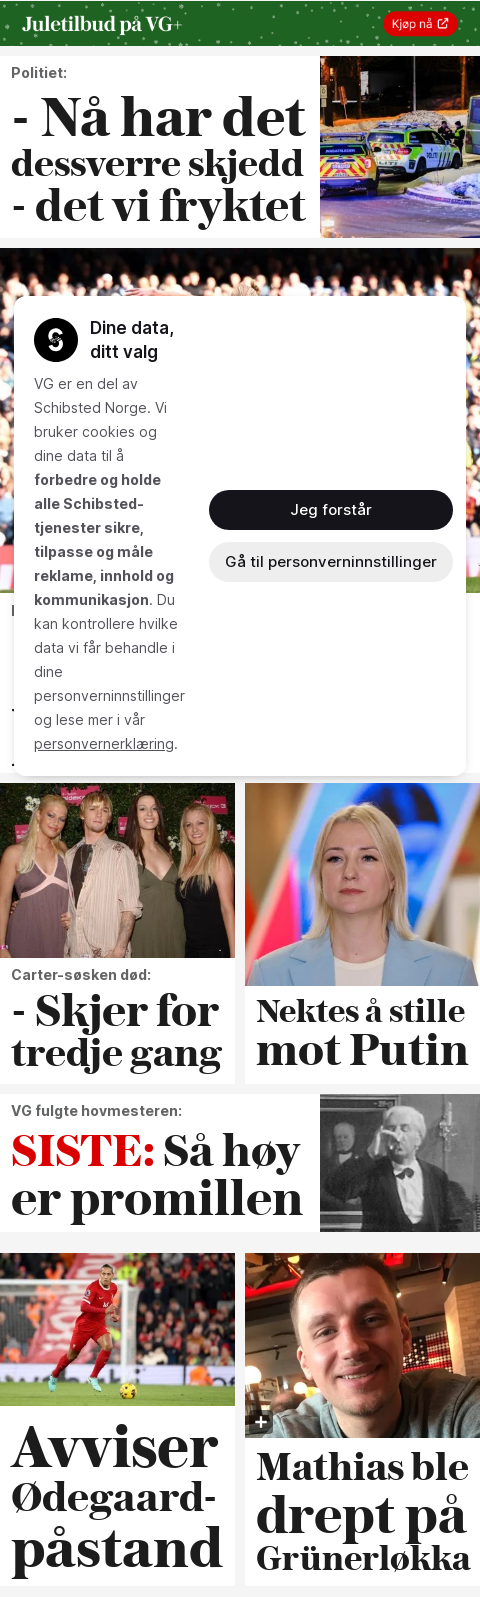 Juletilbud på VG+
Kjøp nå
Politiet:
- Nå har det
dessverre skjedd
- det vi fryktet
Dine data,
ditt valg
VG er en del av
Schibsted Norge. Vi
bruker cookies og
dine data til å
forbedre og holde
alle Schibsted-
tjenester sikre,
tilpasse og måle
reklame, innhold og
kommunikasjon. Du
kan kontrollere hvilke
data vi får behandle i
dine
personverninnstillinger
og lese mer i vår
personvernerklæring.
Jeg forstår
Gå til personverninnstillinger
Carter-søsken død:
- Skjer for
tredje gang
Nektes å stille
mot Putin
VG fulgte hovmesteren:
SISTE: Så høy
er promillen
Avviser
Ødegaard-
påstand
Mathias ble
drept på
Grünerløkka